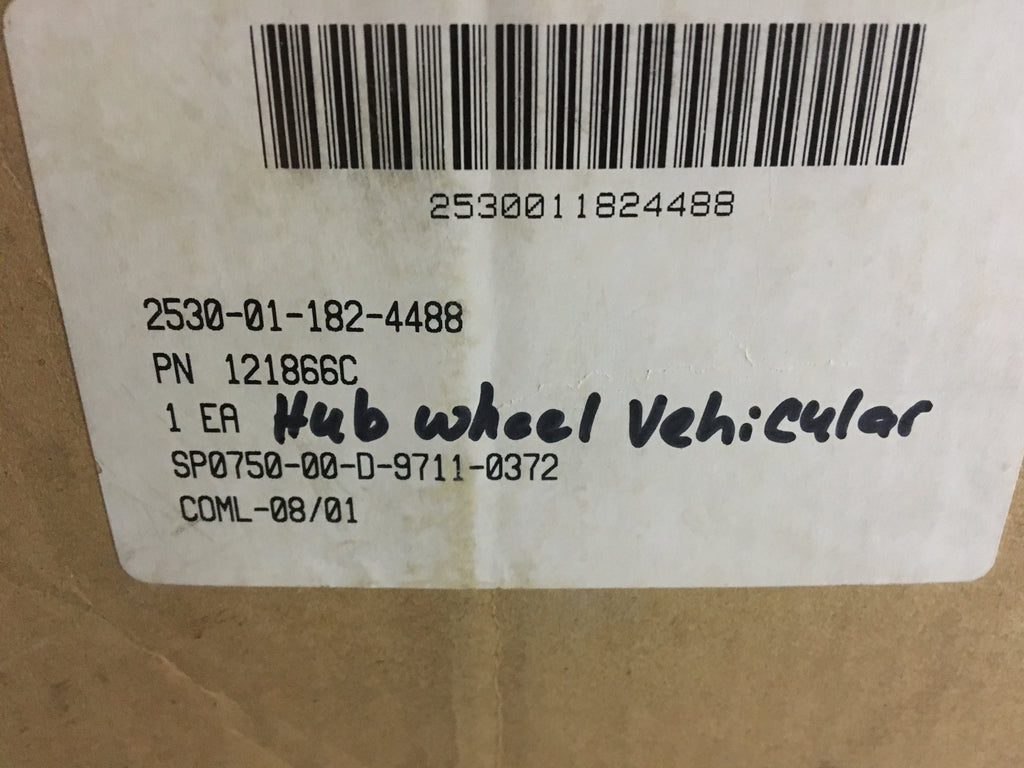 2530011824488
2530-01-182-4488
PN 121866C
1 EA Hub wheel Vehicular
SP0750-00-D-9711-0372
COML-08/01